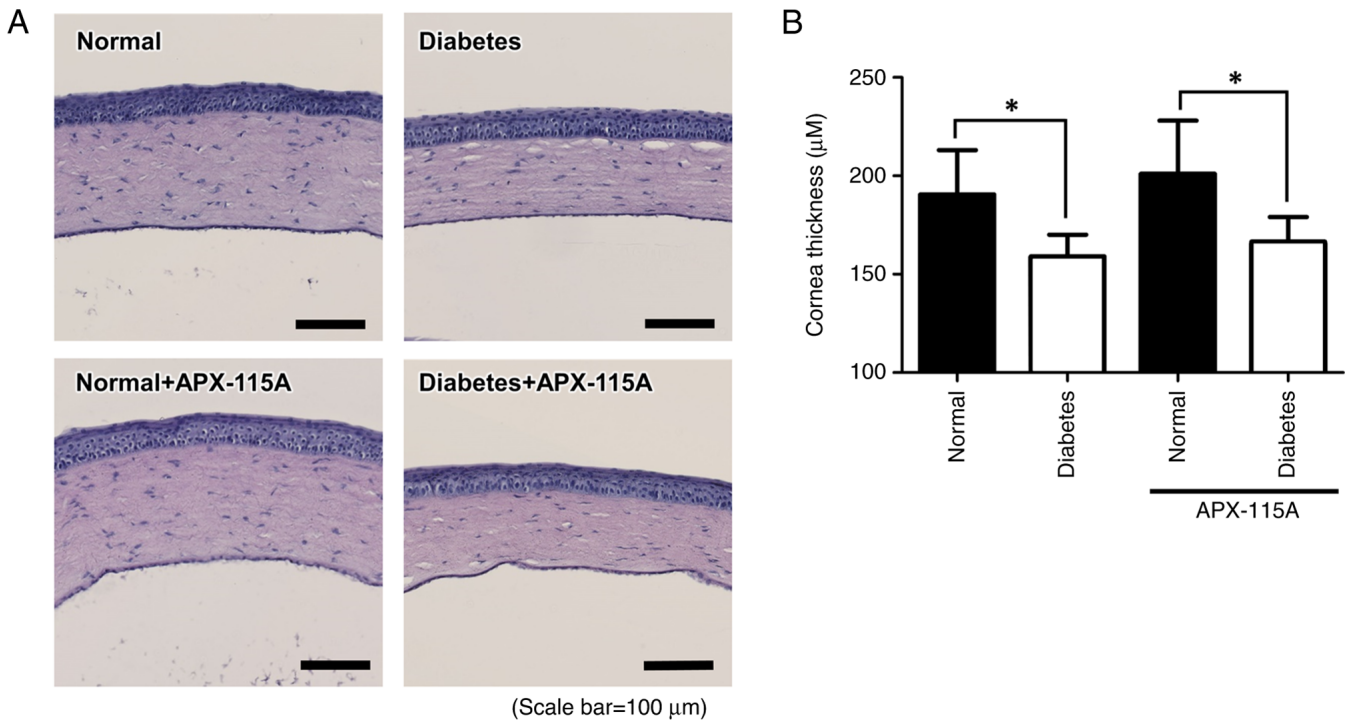 A
Normal
Diabetes
Normal+APX-115A
Diabetes+APX-115A
(Scale bar=100 μm)
B
Cornea thickness (μM)
250
200
150
100
*
*
Normal
Diabetes
Normal
Diabetes
APX-115A